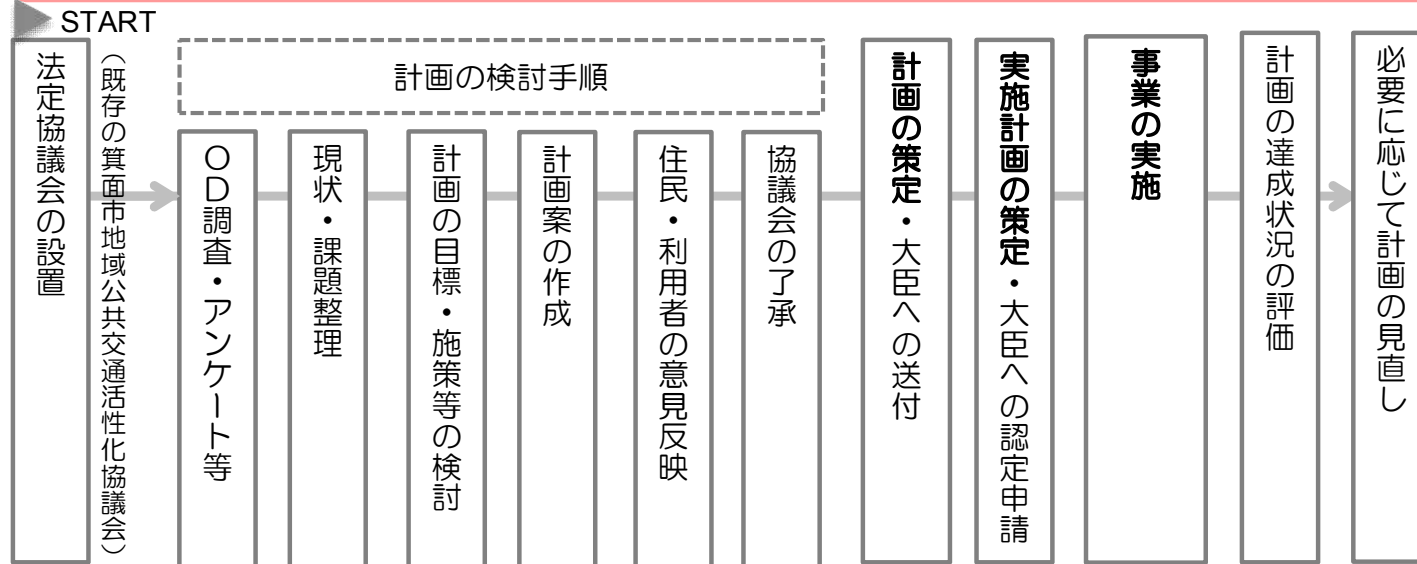 START
法定協議会の設置
（既存の箕面市地域公共交通活性化協議会）
計画の検討手順
ＯＤ調査・アンケート等
現状・課題整理
計画の目標・施策等の検討
計画案の作成
住民・利用者の意見反映
協議会の了承
計画の策定・大臣への送付
実施計画の策定・大臣への認定申請
事業の実施
計画の達成状況の評価
必要に応じて計画の見直し